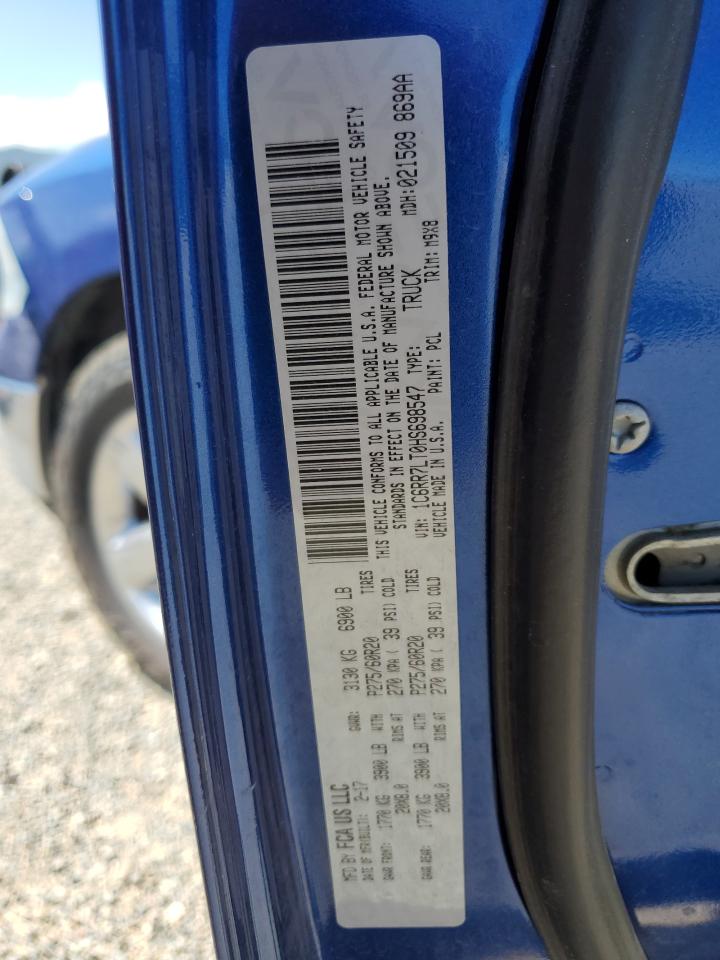 MFD BY FCA US LLC
DATE OF MFR(BUILT): 2-17 GVWR: 3130 KG 6900 LB
GAWR FRONT: 1770 KG 3900 LB WITH P275/60R20 TIRES
20X8.0 RIMS AT 270 KPA ( 39 PSI) COLD
GAWR REAR: 1770 KG 3900 LB WITH P275/60R20 TIRES
20X8.0 RIMS AT 270 KPA ( 39 PSI) COLD
THIS VEHICLE CONFORMS TO ALL APPLICABLE U.S.A. FEDERAL MOTOR VEHICLE SAFETY
STANDARDS IN EFFECT ON THE DATE OF MANUFACTURE SHOWN ABOVE.
VIN: 1C6RR7LT0HS698547 TYPE: TRUCK MDH:021509 869AA
VEHICLE MADE IN U.S.A. PAINT: PCL TRIM: M9X8